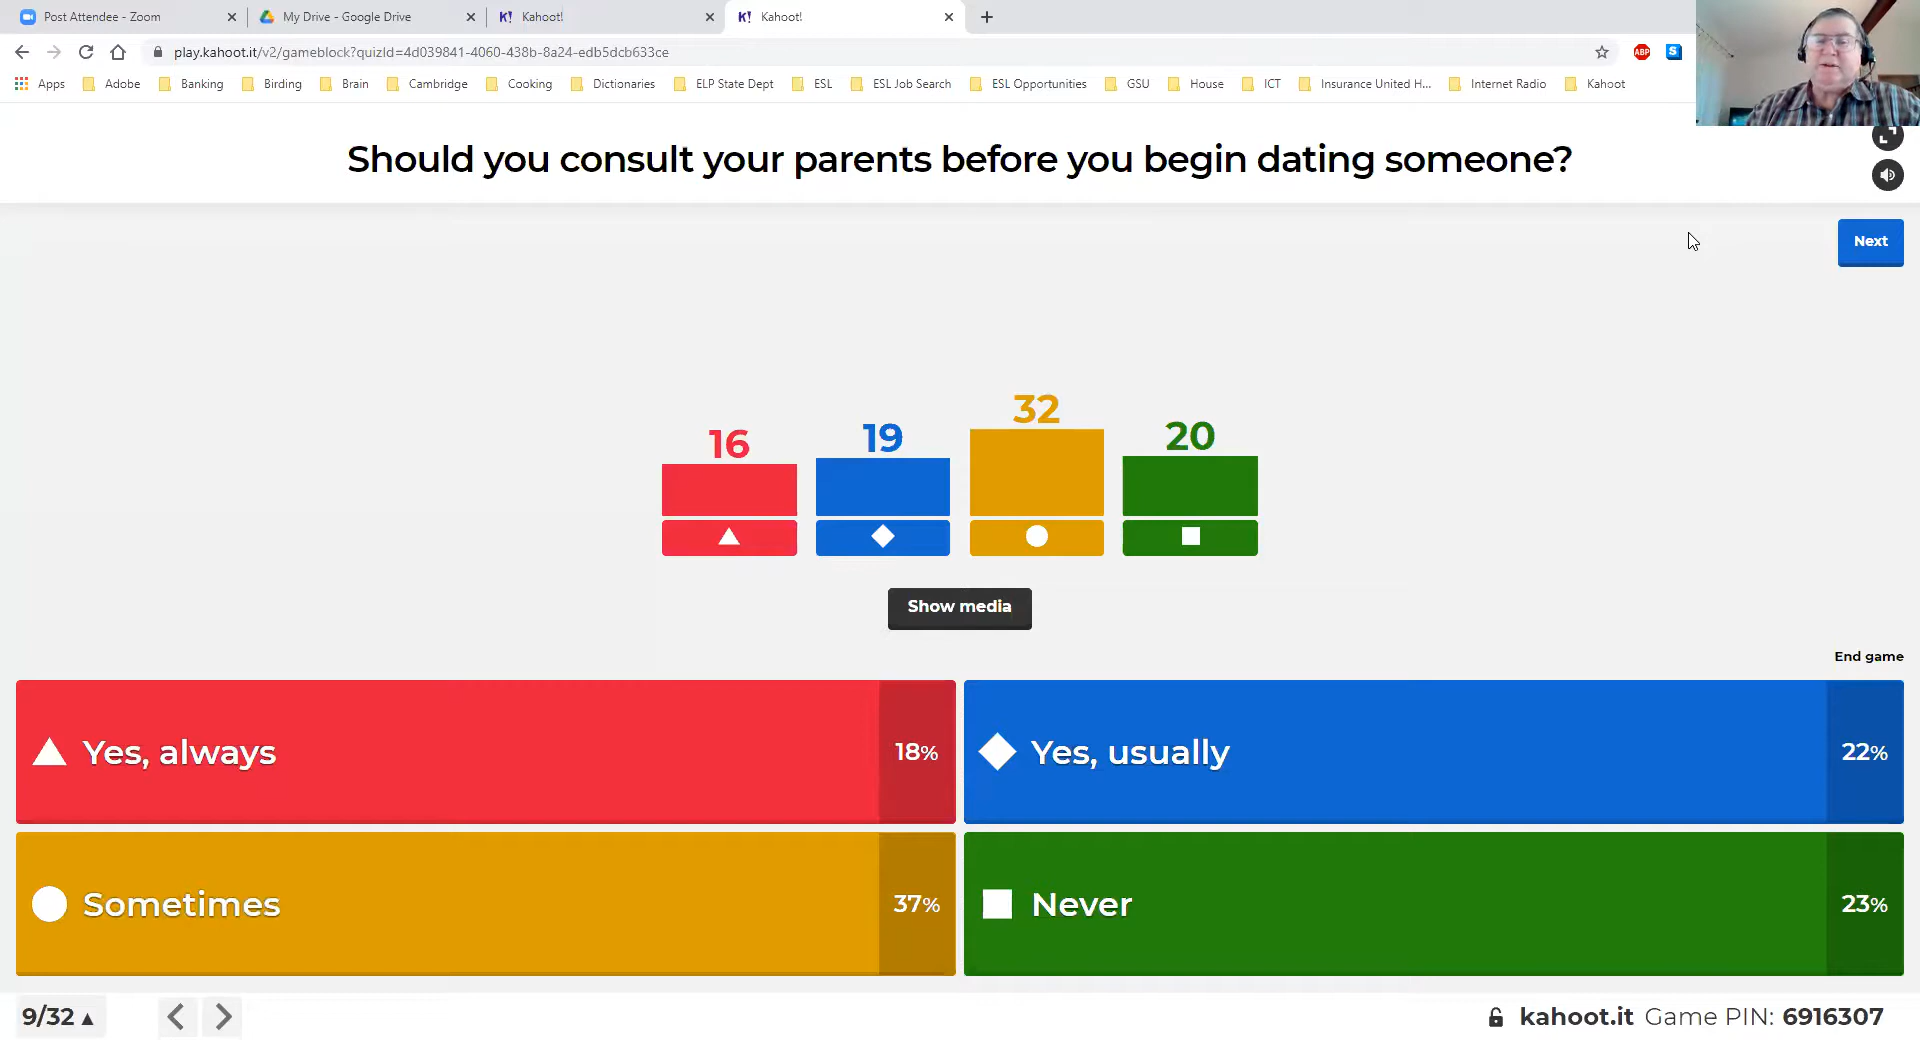 Post Attendee - Zoom
My Drive - Google Drive
K! Kahoot!
K! Kahoot!
play.kahoot.it/v2/gameblock?quizId=4d039841-4060-438b-8a24-edb5dcb633ce
ABP
S
Apps Adobe Banking Birding Brain Cambridge Cooking Dictionaries ELP State Dept ESL ESL Job Search ESL Opportunities GSU House ICT Insurance United H... Internet Radio Kahoot
Should you consult your parents before you begin dating someone?
Next
16 19 32 20
Show media
End game
Yes, always 18%
Yes, usually 22%
Sometimes 37%
Never 23%
9/32
kahoot.it Game PIN: 6916307